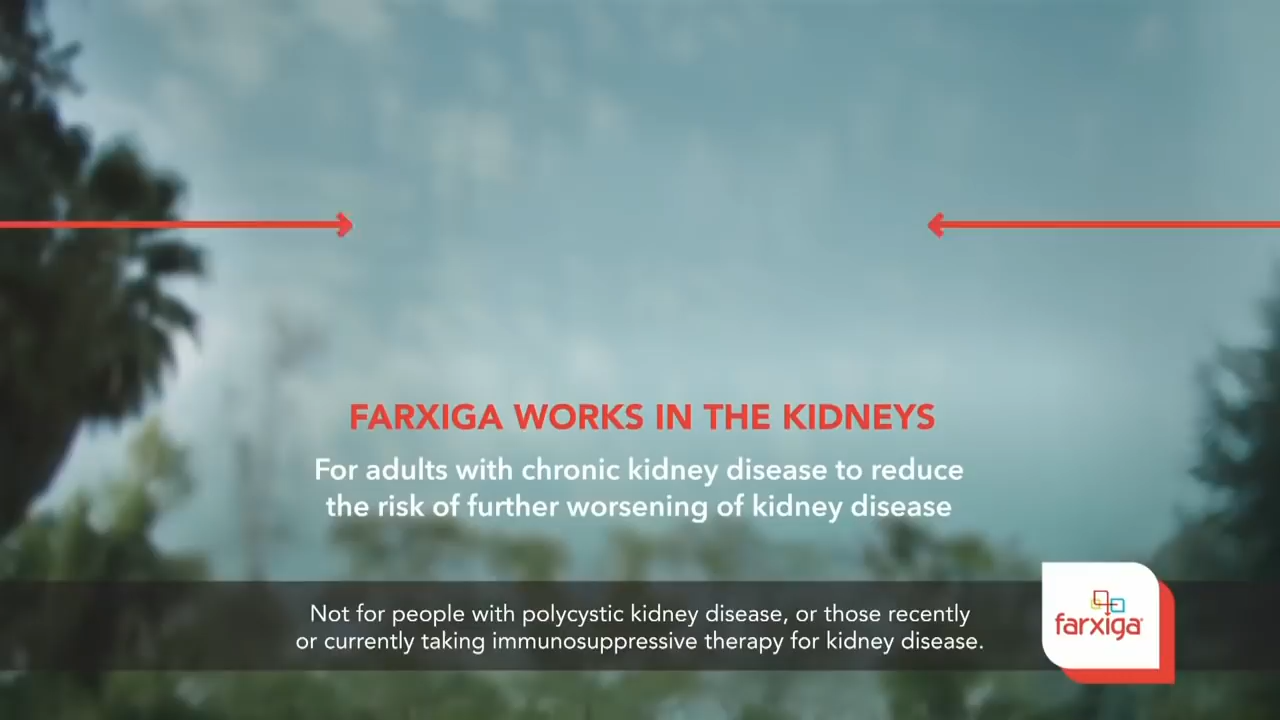 FARXIGA WORKS IN THE KIDNEYS
For adults with chronic kidney disease to reduce
the risk of further worsening of kidney disease
Not for people with polycystic kidney disease, or those recently
or currently taking immunosuppressive therapy for kidney disease.
farxiga